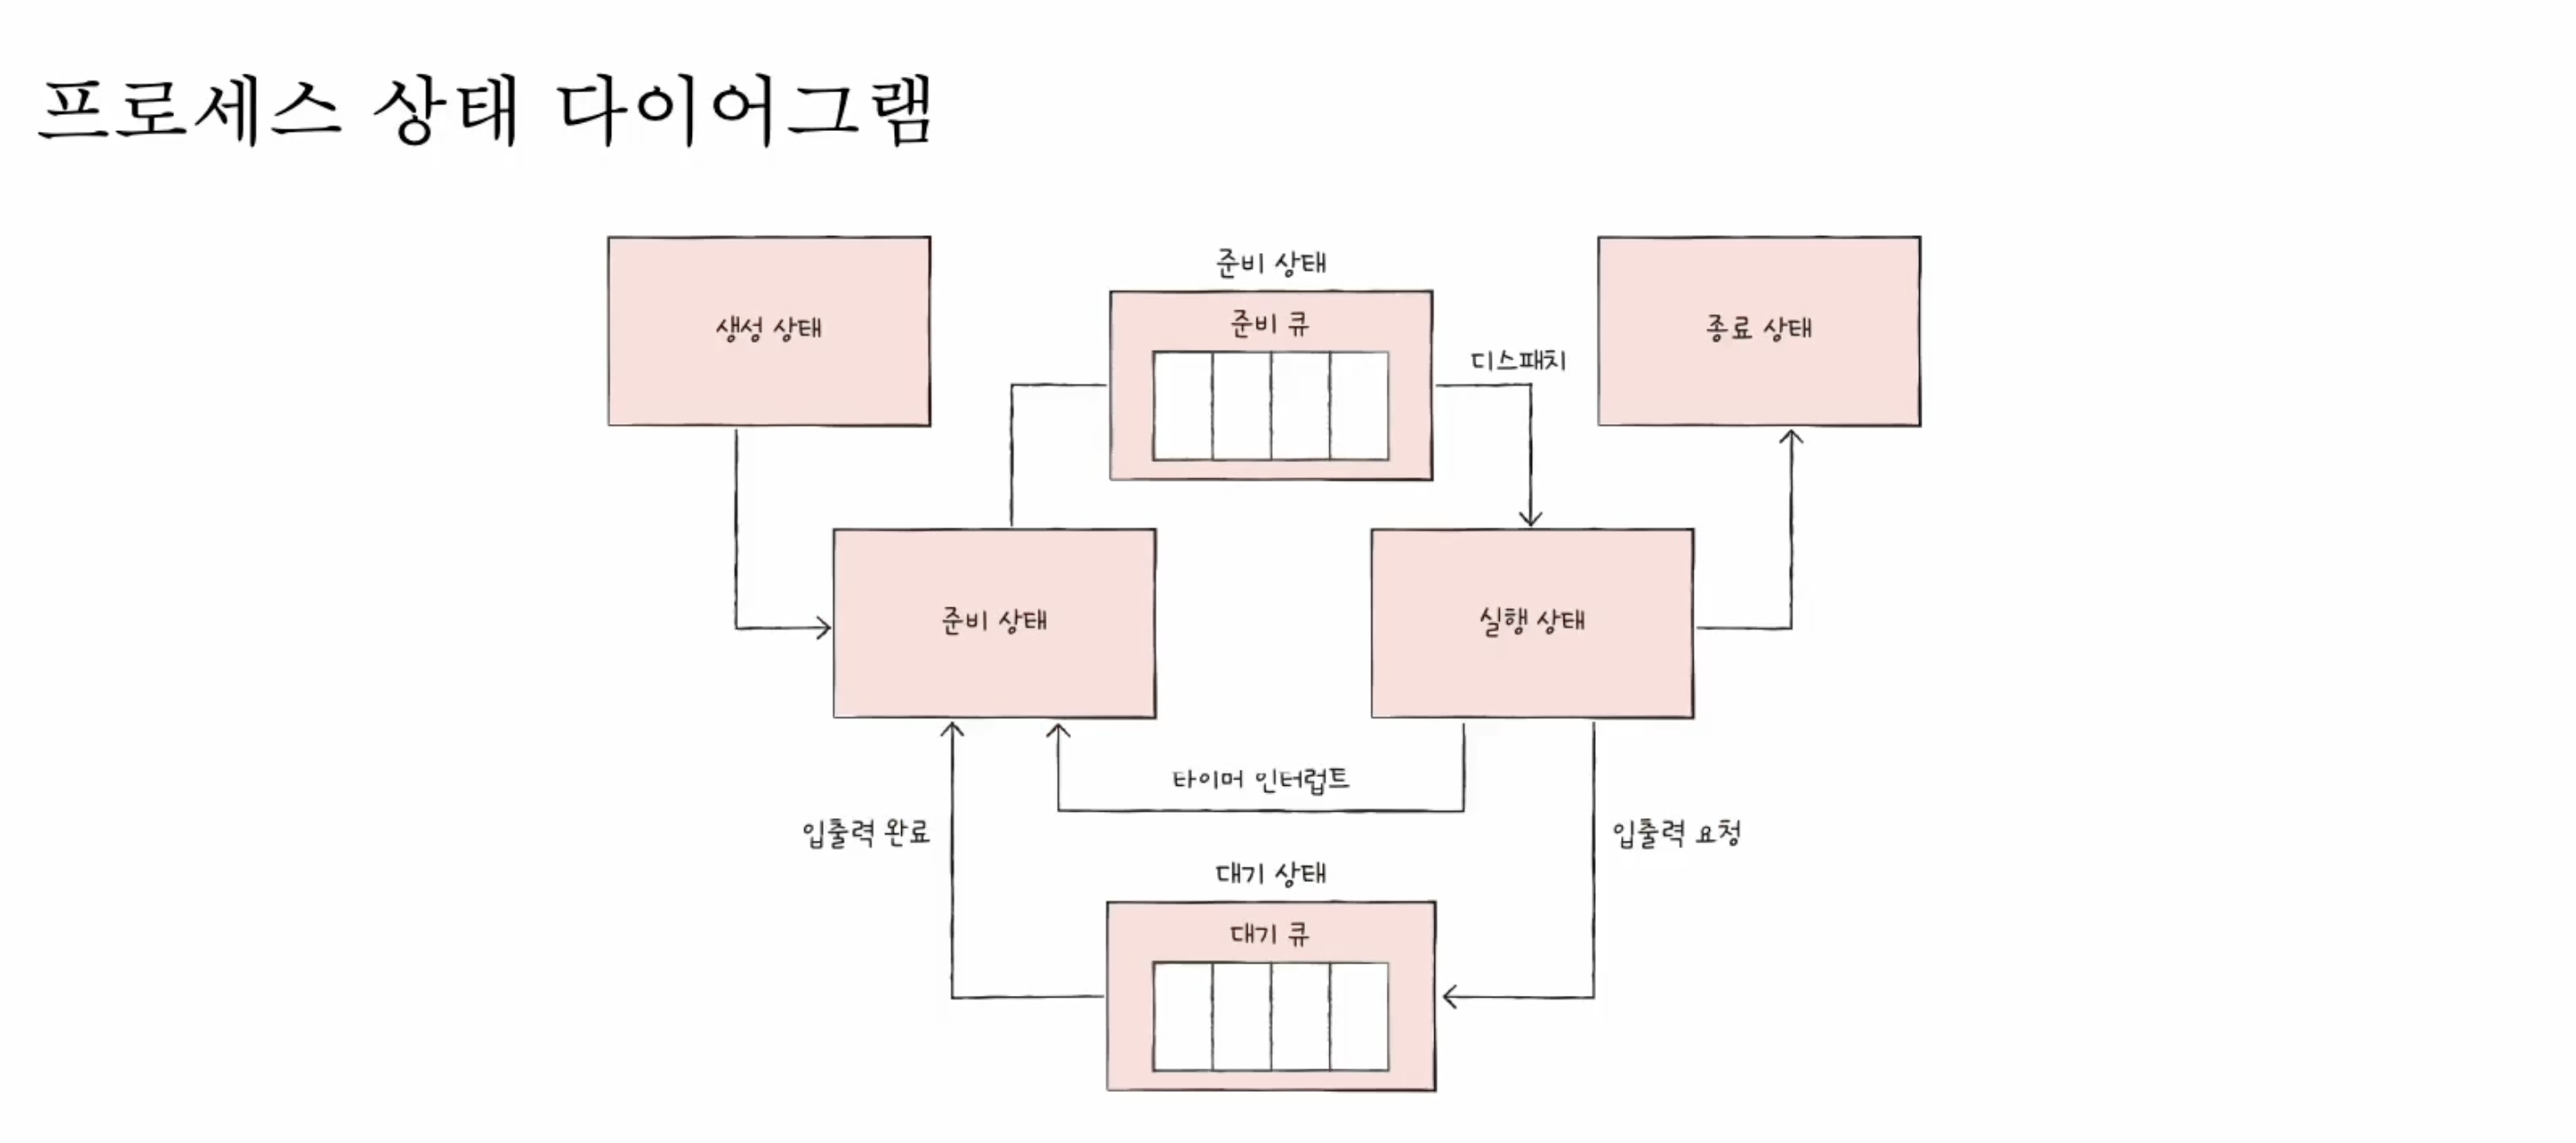 프로세스 상태 다이어그램
생성 상태
준비 상태
준비 큐
디스패치
종료 상태
준비 상태
실행 상태
타이머 인터럽트
입출력 완료
입출력 요청
대기 상태
대기 큐